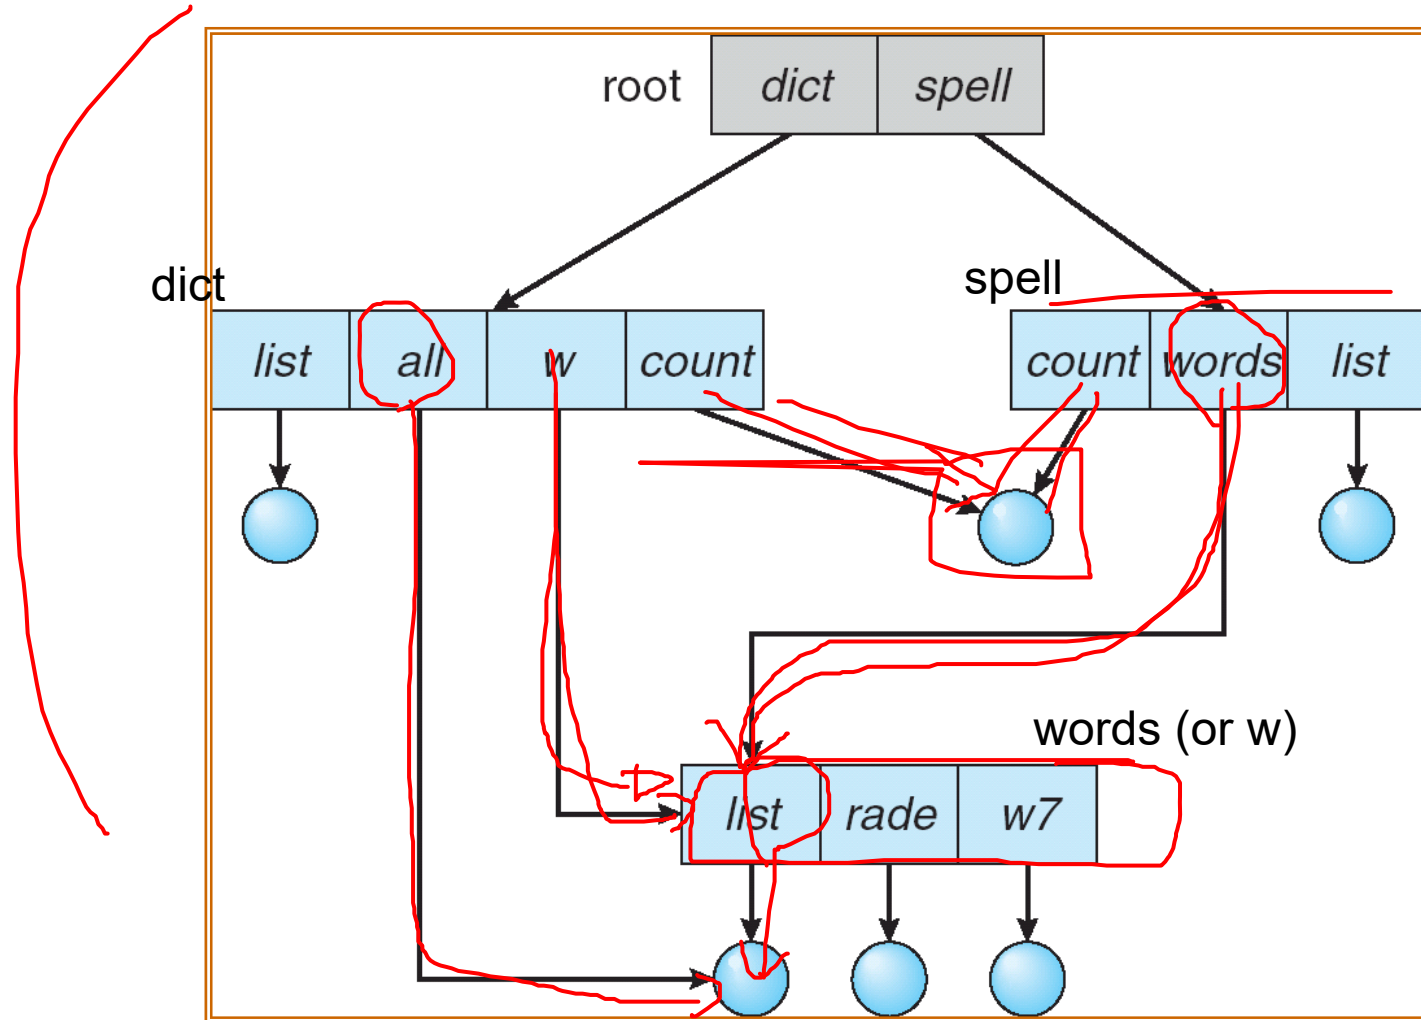 root dict spell
dict spell
list all w count count words list
words (or w)
list rade w7